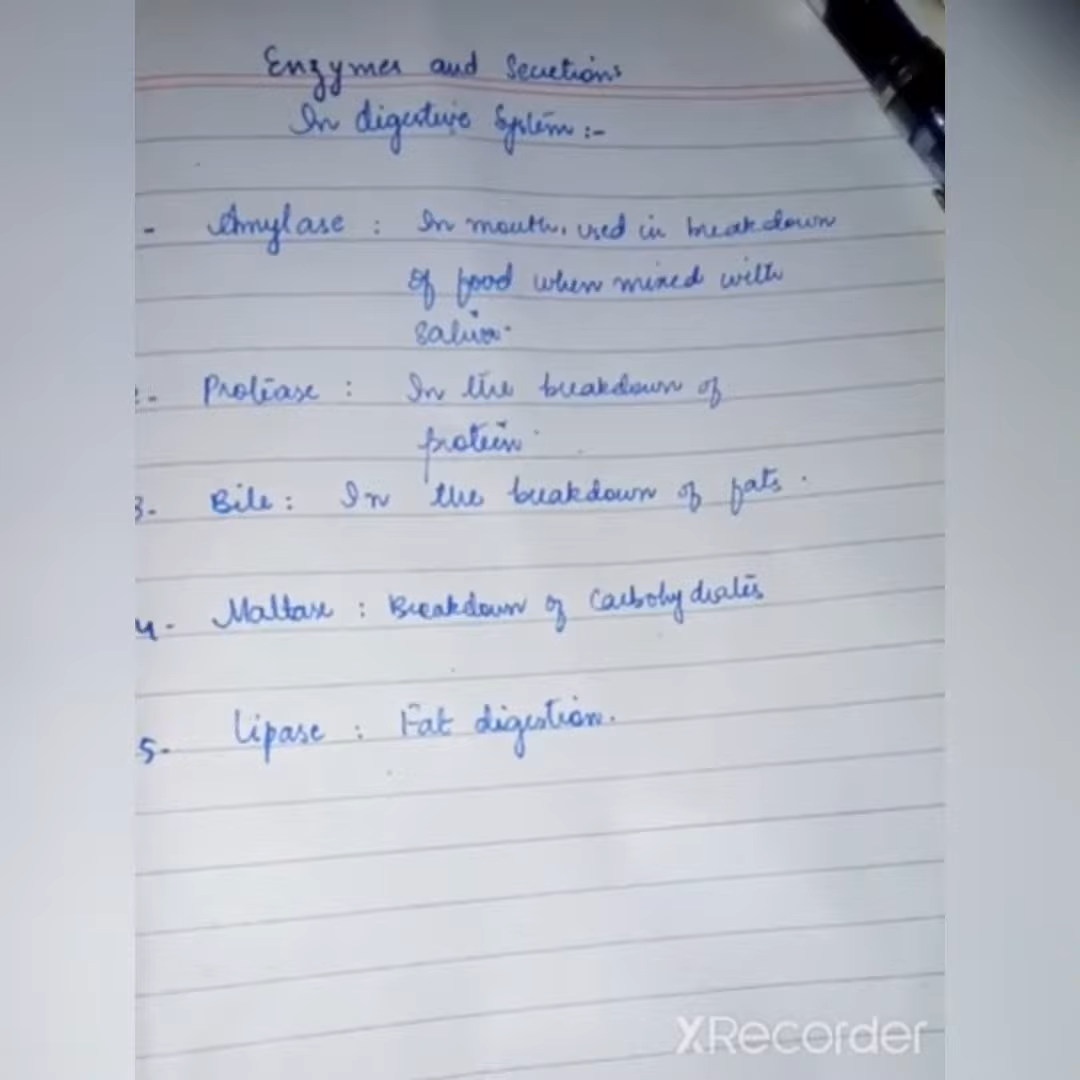 Enzymes and Secretions
In digestive System :-
- Amylase : In mouth, used in breakdown
of food when mixed with
saliva.
2- Protease : In the breakdown of
protein.
3- Bile : In the breakdown of fats.
4- Maltase : Breakdown of Carbohydrates
5- Lipase : Fat digestion.
XRecorder